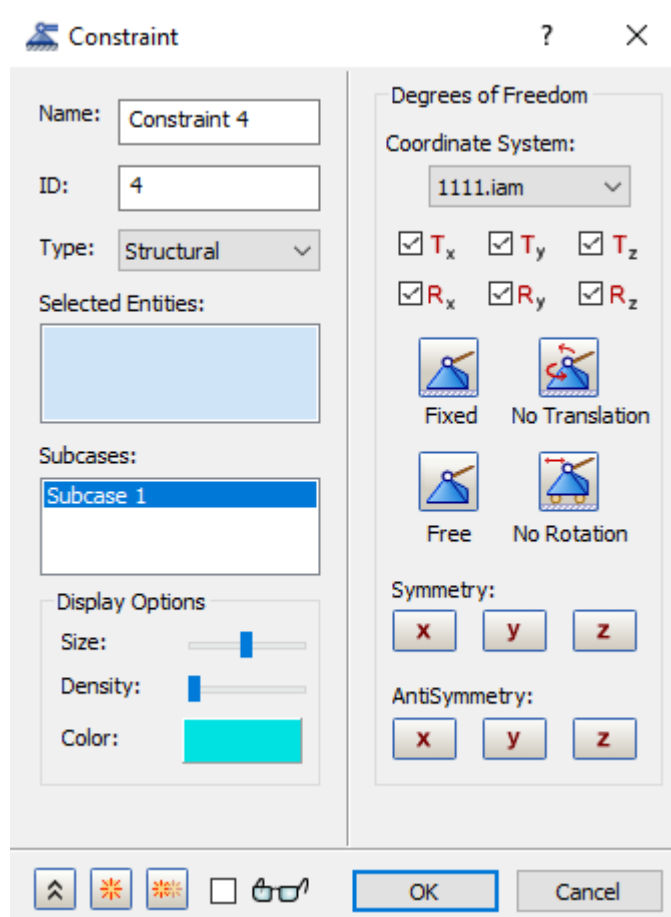 Constraint ?
Name: Constraint 4
ID: 4
Type: Structural
Selected Entities:
Subcases:
Subcase 1
Display Options
Size:
Density:
Color:
Degrees of Freedom
Coordinate System:
1111.iam
Tx Ty Tz
Rx Ry Rz
Fixed No Translation
Free No Rotation
Symmetry:
x y z
AntiSymmetry:
x y z
OK Cancel